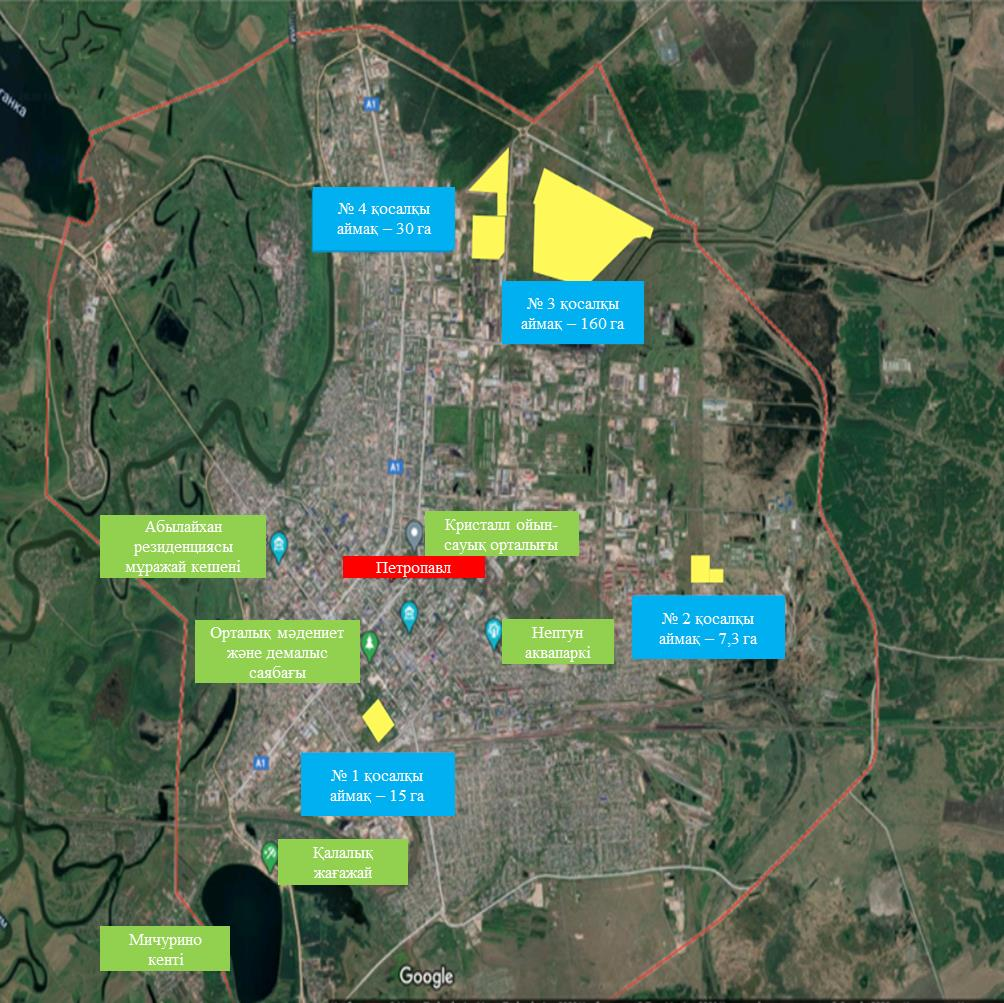 ганка
A1
№ 4 қосалқы
аймақ – 30 га
№ 3 қосалқы
аймақ – 160 га
A1
Абылайхан
резиденциясы
мұражай кешені
Кристалл ойын-
сауық орталығы
Петропавл
№ 2 қосалқы
аймақ – 7,3 га
Орталық мәдениет
және демалыс
саябағы
Нептун
аквапаркі
A1
№ 1 қосалқы
аймақ – 15 га
Қалалық
жағажай
Мичурино
кенті
Google